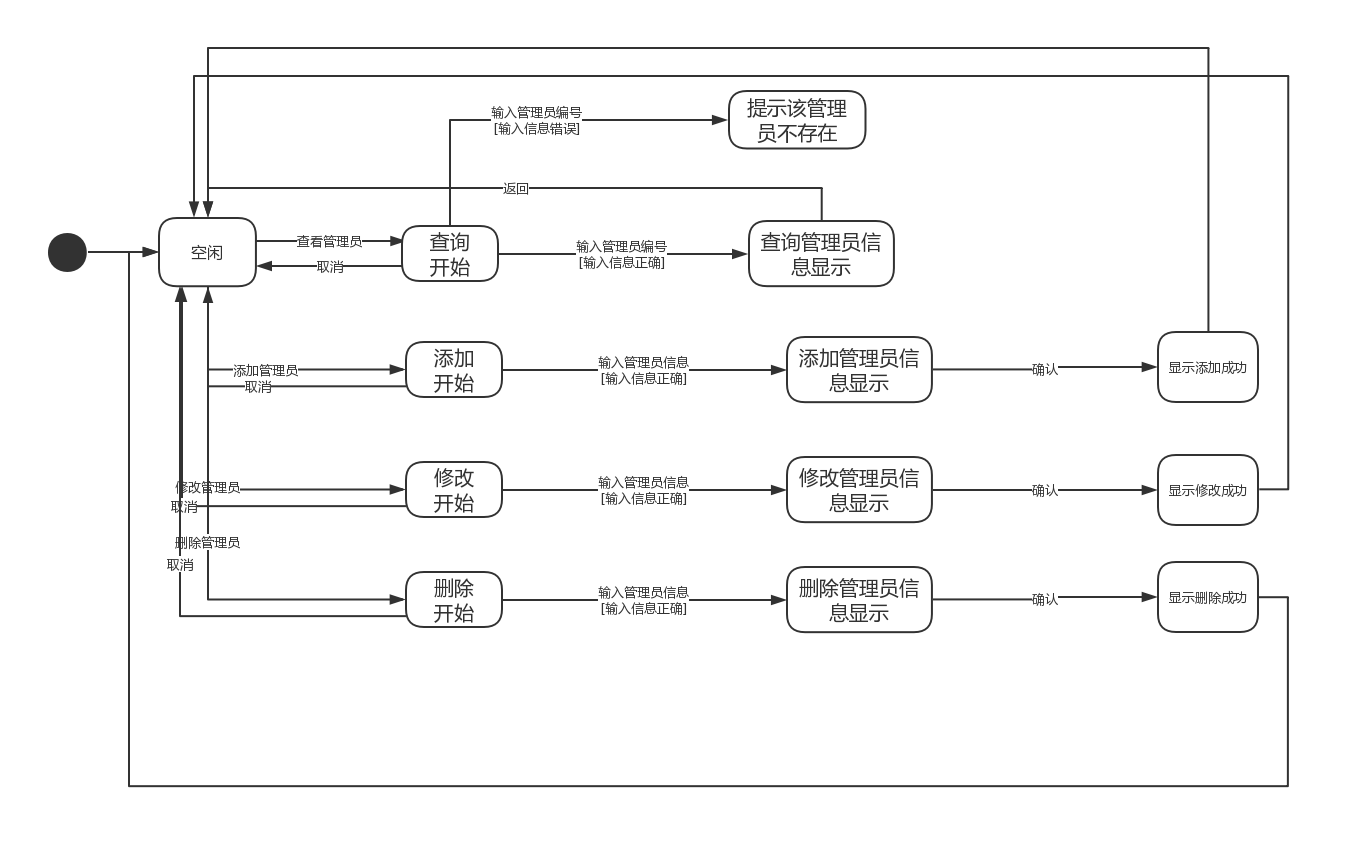 输入管理员编号
[输入信息错误]
提示该管理
员不存在
返回
空闲
查看管理员
取消
查询
开始
输入管理员编号
[输入信息正确]
查询管理员信
息显示
添加管理员
取消
添加
开始
输入管理员信息
[输入信息正确]
添加管理员信
息显示
确认
显示添加成功
修改管理员
取消
修改
开始
输入管理员信息
[输入信息正确]
修改管理员信
息显示
确认
显示修改成功
删除管理员
取消
删除
开始
输入管理员信息
[输入信息正确]
删除管理员信
息显示
确认
显示删除成功